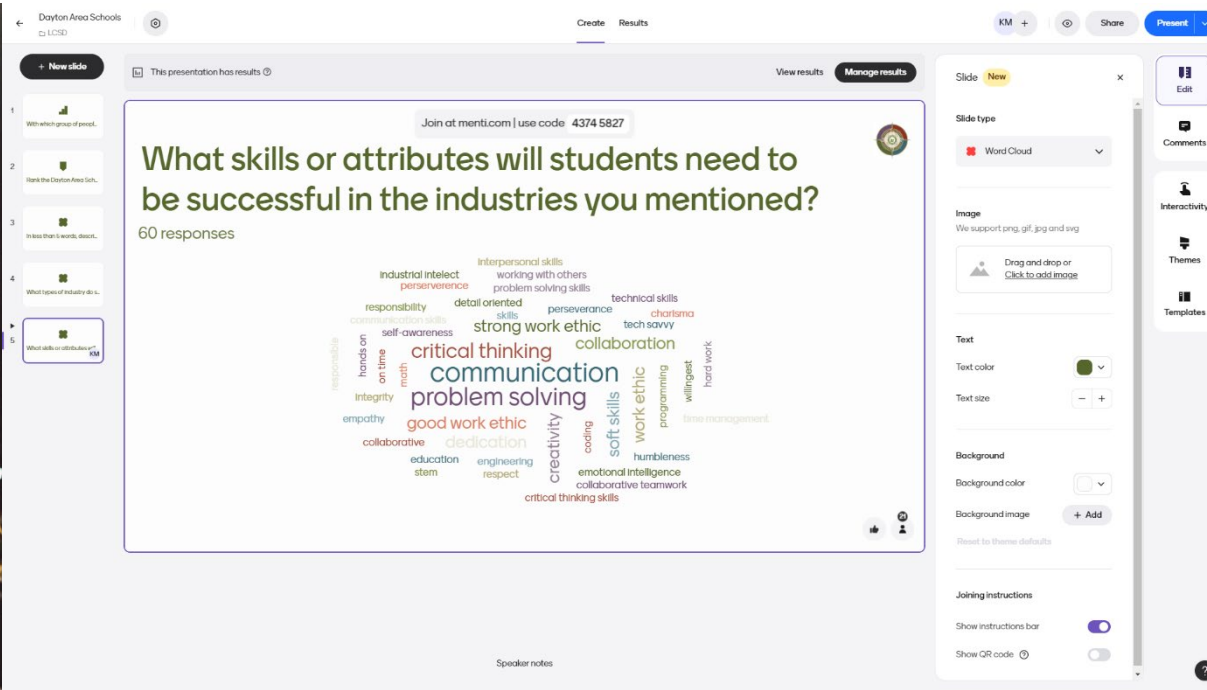 Dayton Area Schools
LCSD
Create Results
KM +
Share
Present
+ New slide
This presentation has results
View results
Manage results
1
With which group of peopl...
2
Rank the Dayton Area Sch...
3
In less than 5 words, descri...
4
What types of industry do s...
5
What skills or attributes wi...
KM
Join at menti.com | use code 4374 5827
What skills or attributes will students need to
be successful in the industries you mentioned?
60 responses
interpersonal skills
industrial intelect
working with others
perserverence
problem solving skills
technical skills
responsibility
detail oriented
perseverance
charisma
communication skills
skills
strong work ethic
tech savvy
self-awareness
collaboration
responsible
hands on
on time
math
critical thinking
communication
problem solving
integrity
work ethic
programming
willingest
hard work
empathy
good work ethic
time management
collaborative
dedication
creativity
coding
soft skills
education
engineering
humbleness
stem
respect
emotional intelligence
collaborative teamwork
critical thinking skills
21
Speaker notes
Slide New
Slide type
Word Cloud
Image
We support png, gif, jpg and svg
Drag and drop or
Click to add image
Text
Text color
Text size
− +
Background
Background color
Background image
+ Add
Reset to theme defaults
Joining instructions
Show instructions bar
Show QR code
Edit
Comments
Interactivity
Themes
Templates
?